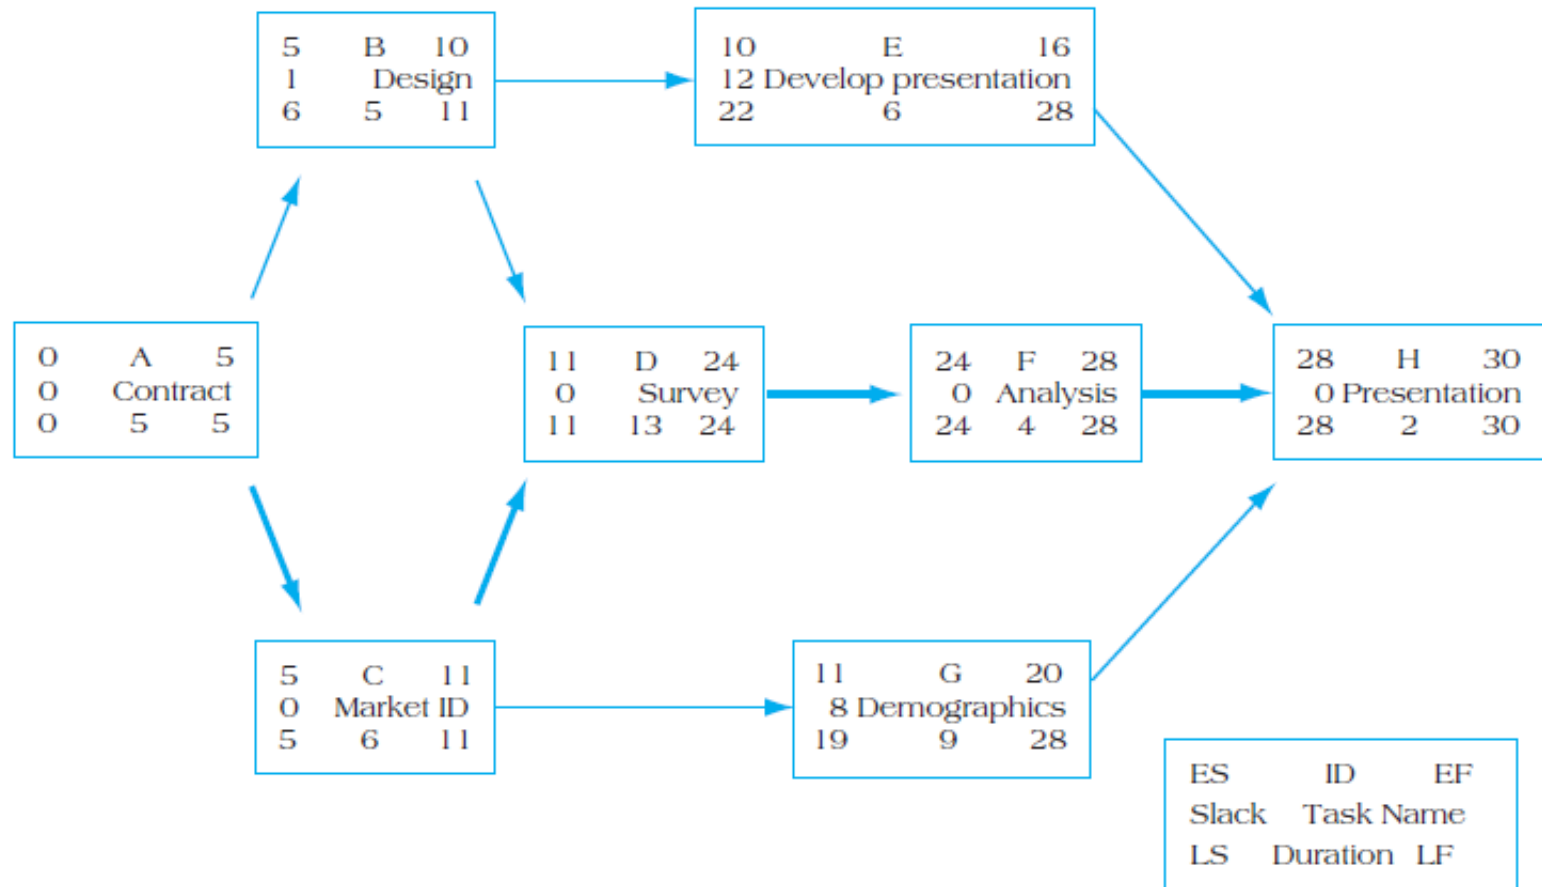 5 B 10
1 Design
6 5 11
10 E 16
12 Develop presentation
22 6 28
0 A 5
0 Contract
0 5 5
11 D 24
0 Survey
11 13 24
24 F 28
0 Analysis
24 4 28
28 H 30
0 Presentation
28 2 30
5 C 11
0 Market ID
5 6 11
11 G 20
8 Demographics
19 9 28
ES ID EF
Slack Task Name
LS Duration LF